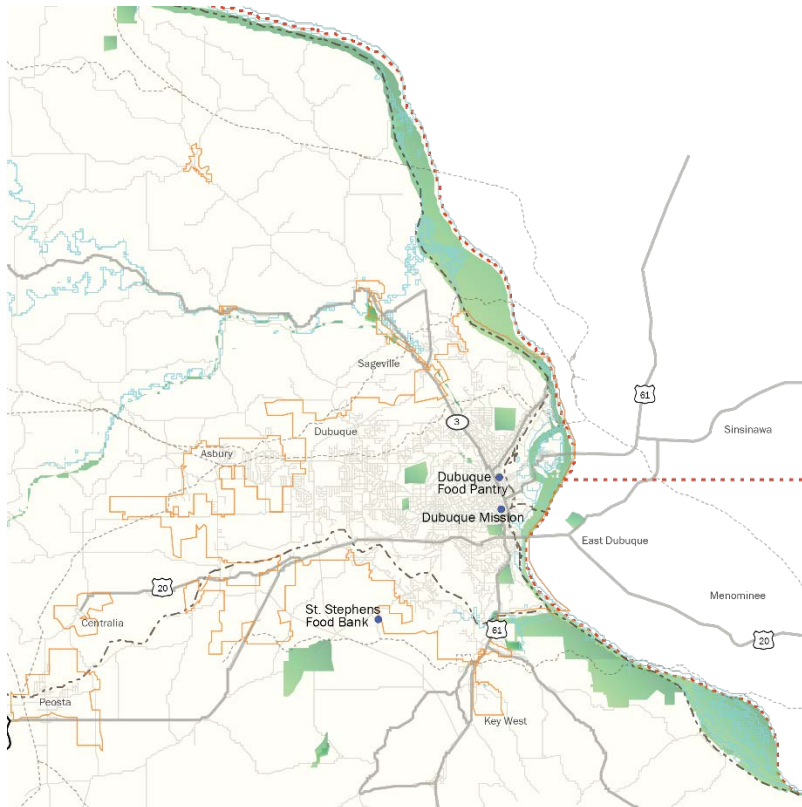 61
Sageville
Sinsinawa
3
Dubuque
Asbury
Dubuque
Food Pantry
Dubuque Mission
East Dubuque
20
Menominee
St. Stephens
Food Bank
Centralia
61
20
Peosta
Key West